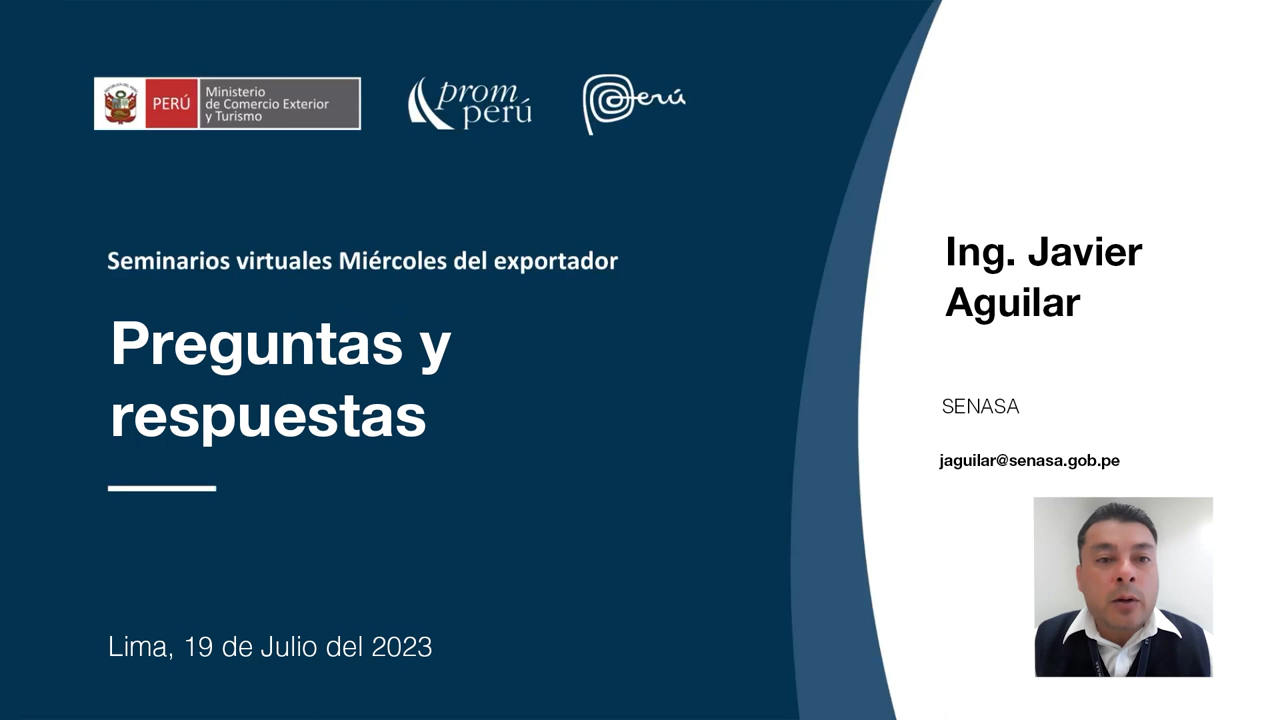 PERÚ
Ministerio
de Comercio Exterior
y Turismo
prom
perú
Perú
Seminarios virtuales Miércoles del exportador
Preguntas y
respuestas
Lima, 19 de Julio del 2023
Ing. Javier
Aguilar
SENASA
jaguilar@senasa.gob.pe